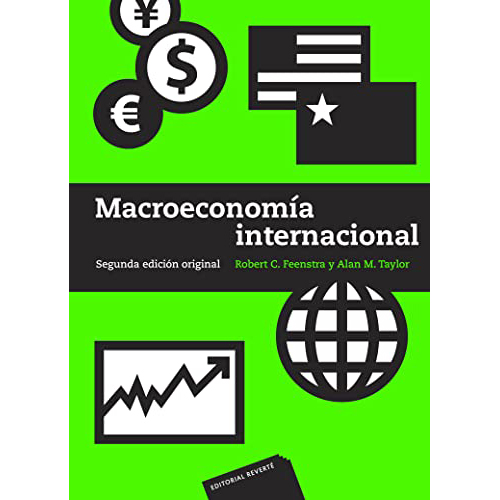 ¥
$
€
Macroeconomía
internacional
Segunda edición original Robert C. Feenstra y Alan M. Taylor
EDITORIAL REVERTÉ